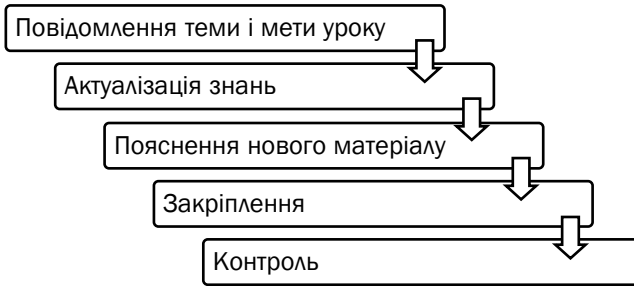 Повідомлення теми і мети уроку
Актуалізація знань
Пояснення нового матеріалу
Закріплення
Контроль